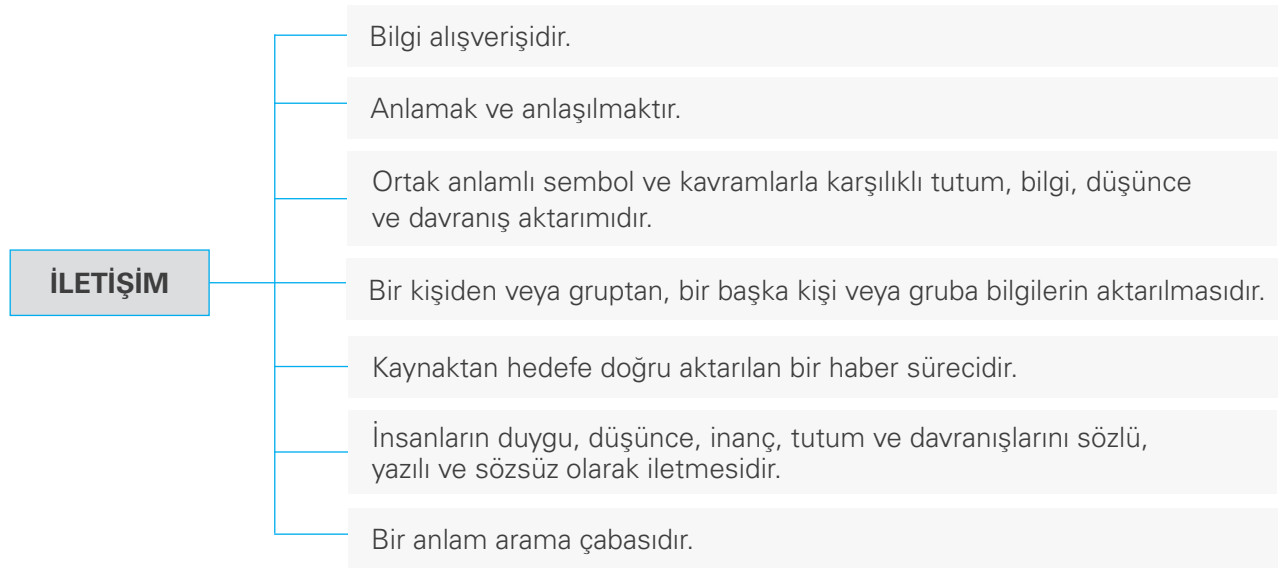 Bilgi alışverişidir.
Anlamak ve anlaşılmaktır.
Ortak anlamlı sembol ve kavramlarla karşılıklı tutum, bilgi, düşünce
ve davranış aktarımıdır.
İLETİŞİM
Bir kişiden veya gruptan, bir başka kişi veya gruba bilgilerin aktarılmasıdır.
Kaynaktan hedefe doğru aktarılan bir haber sürecidir.
İnsanların duygu, düşünce, inanç, tutum ve davranışlarını sözlü,
yazılı ve sözsüz olarak iletmesidir.
Bir anlam arama çabasıdır.